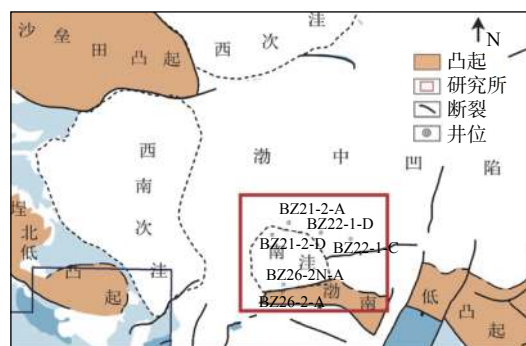 沙垒田凸起
西次洼
N
凸起
研究所
断裂
井位
西南次洼
渤中凹陷
埕北低凸起
BZ21-2-A
BZ22-1-D
BZ21-2-D
BZ22-1-C
南洼
BZ26-2N-A
BZ26-2-A
渤南低凸起